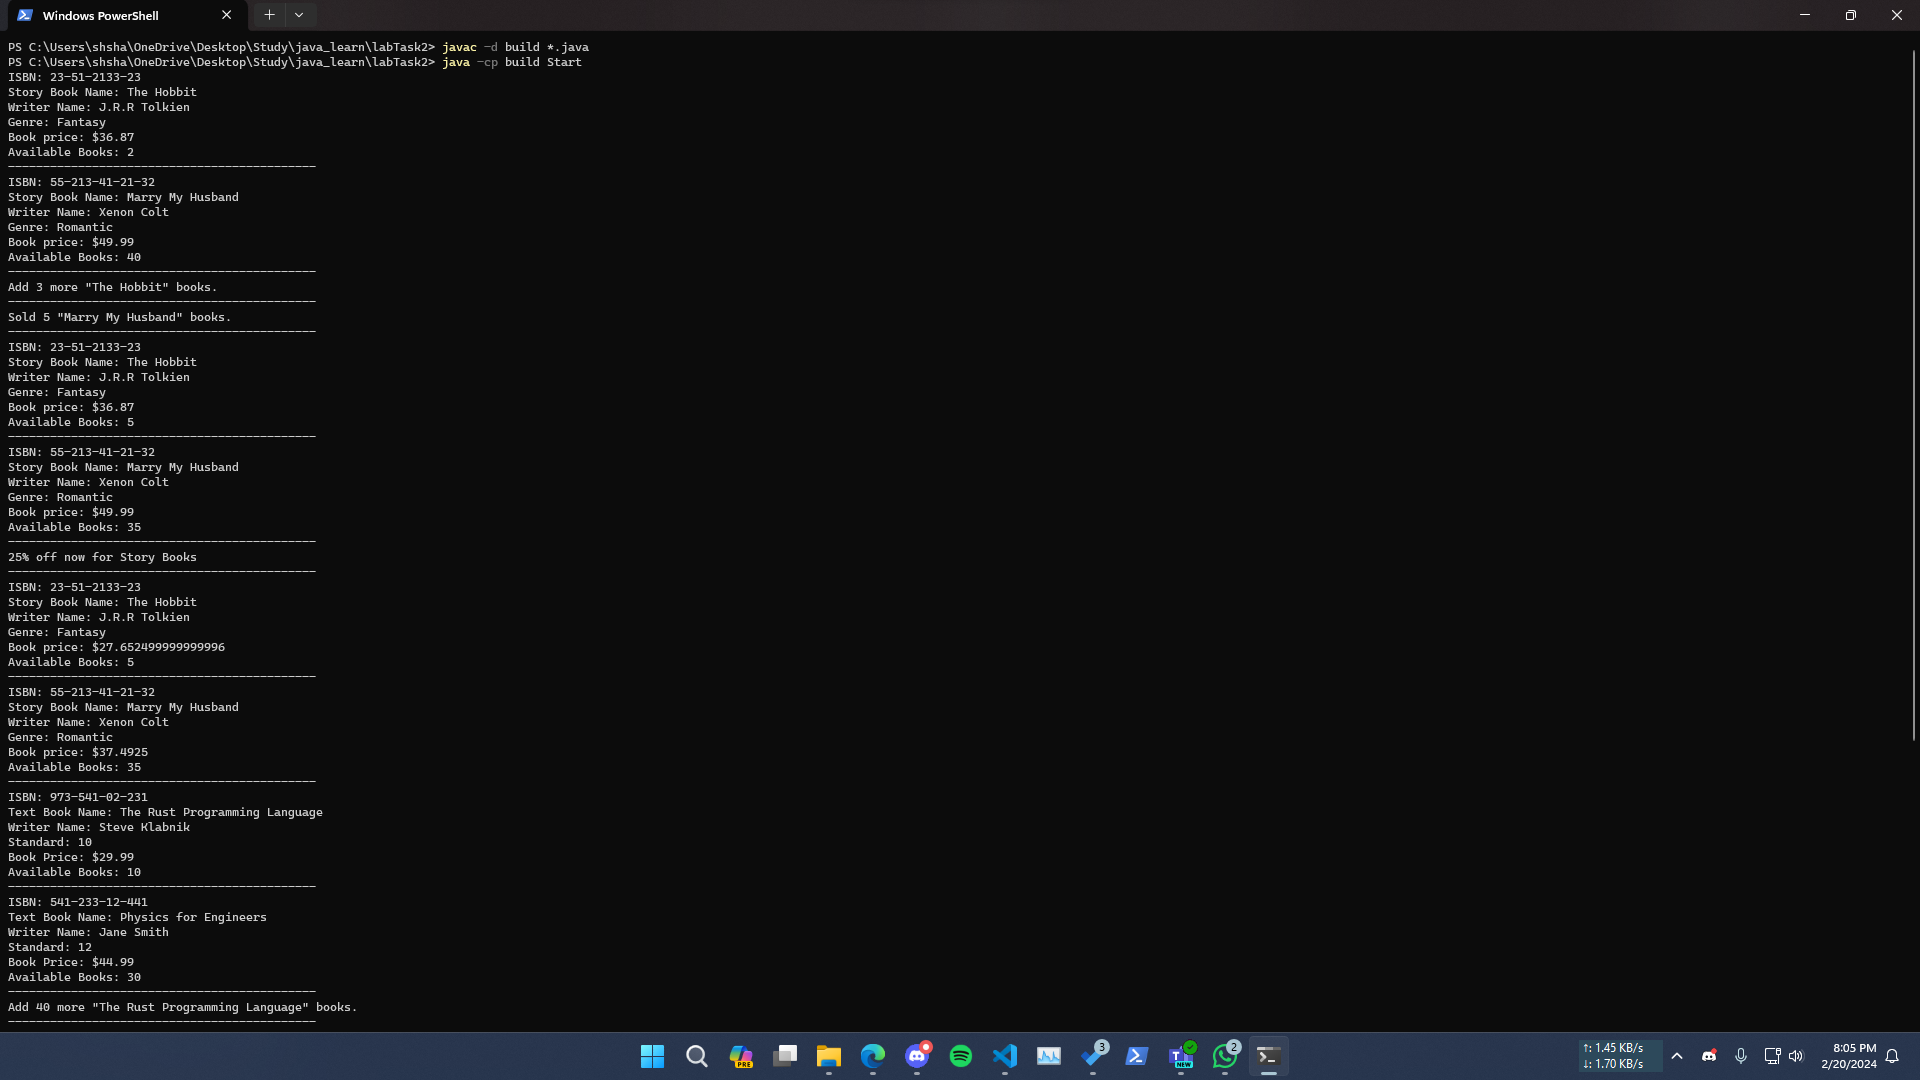 Windows PowerShell
PS C:\Users\shsha\OneDrive\Desktop\Study\java_learn\labTask2> javac -d build *.java
PS C:\Users\shsha\OneDrive\Desktop\Study\java_learn\labTask2> java -cp build Start
ISBN: 23-51-2133-23
Story Book Name: The Hobbit
Writer Name: J.R.R Tolkien
Genre: Fantasy
Book price: $36.87
Available Books: 2
--------------------------------------------
ISBN: 55-213-41-21-32
Story Book Name: Marry My Husband
Writer Name: Xenon Colt
Genre: Romantic
Book price: $49.99
Available Books: 40
--------------------------------------------
Add 3 more "The Hobbit" books.
--------------------------------------------
Sold 5 "Marry My Husband" books.
--------------------------------------------
ISBN: 23-51-2133-23
Story Book Name: The Hobbit
Writer Name: J.R.R Tolkien
Genre: Fantasy
Book price: $36.87
Available Books: 5
--------------------------------------------
ISBN: 55-213-41-21-32
Story Book Name: Marry My Husband
Writer Name: Xenon Colt
Genre: Romantic
Book price: $49.99
Available Books: 35
--------------------------------------------
25% off now for Story Books
--------------------------------------------
ISBN: 23-51-2133-23
Story Book Name: The Hobbit
Writer Name: J.R.R Tolkien
Genre: Fantasy
Book price: $27.652499999999996
Available Books: 5
--------------------------------------------
ISBN: 55-213-41-21-32
Story Book Name: Marry My Husband
Writer Name: Xenon Colt
Genre: Romantic
Book price: $37.4925
Available Books: 35
--------------------------------------------
ISBN: 973-541-02-231
Text Book Name: The Rust Programming Language
Writer Name: Steve Klabnik
Standard: 10
Book Price: $29.99
Available Books: 10
--------------------------------------------
ISBN: 541-233-12-441
Text Book Name: Physics for Engineers
Writer Name: Jane Smith
Standard: 12
Book Price: $44.99
Available Books: 30
--------------------------------------------
Add 40 more "The Rust Programming Language" books.
--------------------------------------------
PRE
3
T
NEW
2
↑: 1.45 KB/s
↓: 1.70 KB/s
8:05 PM
2/20/2024